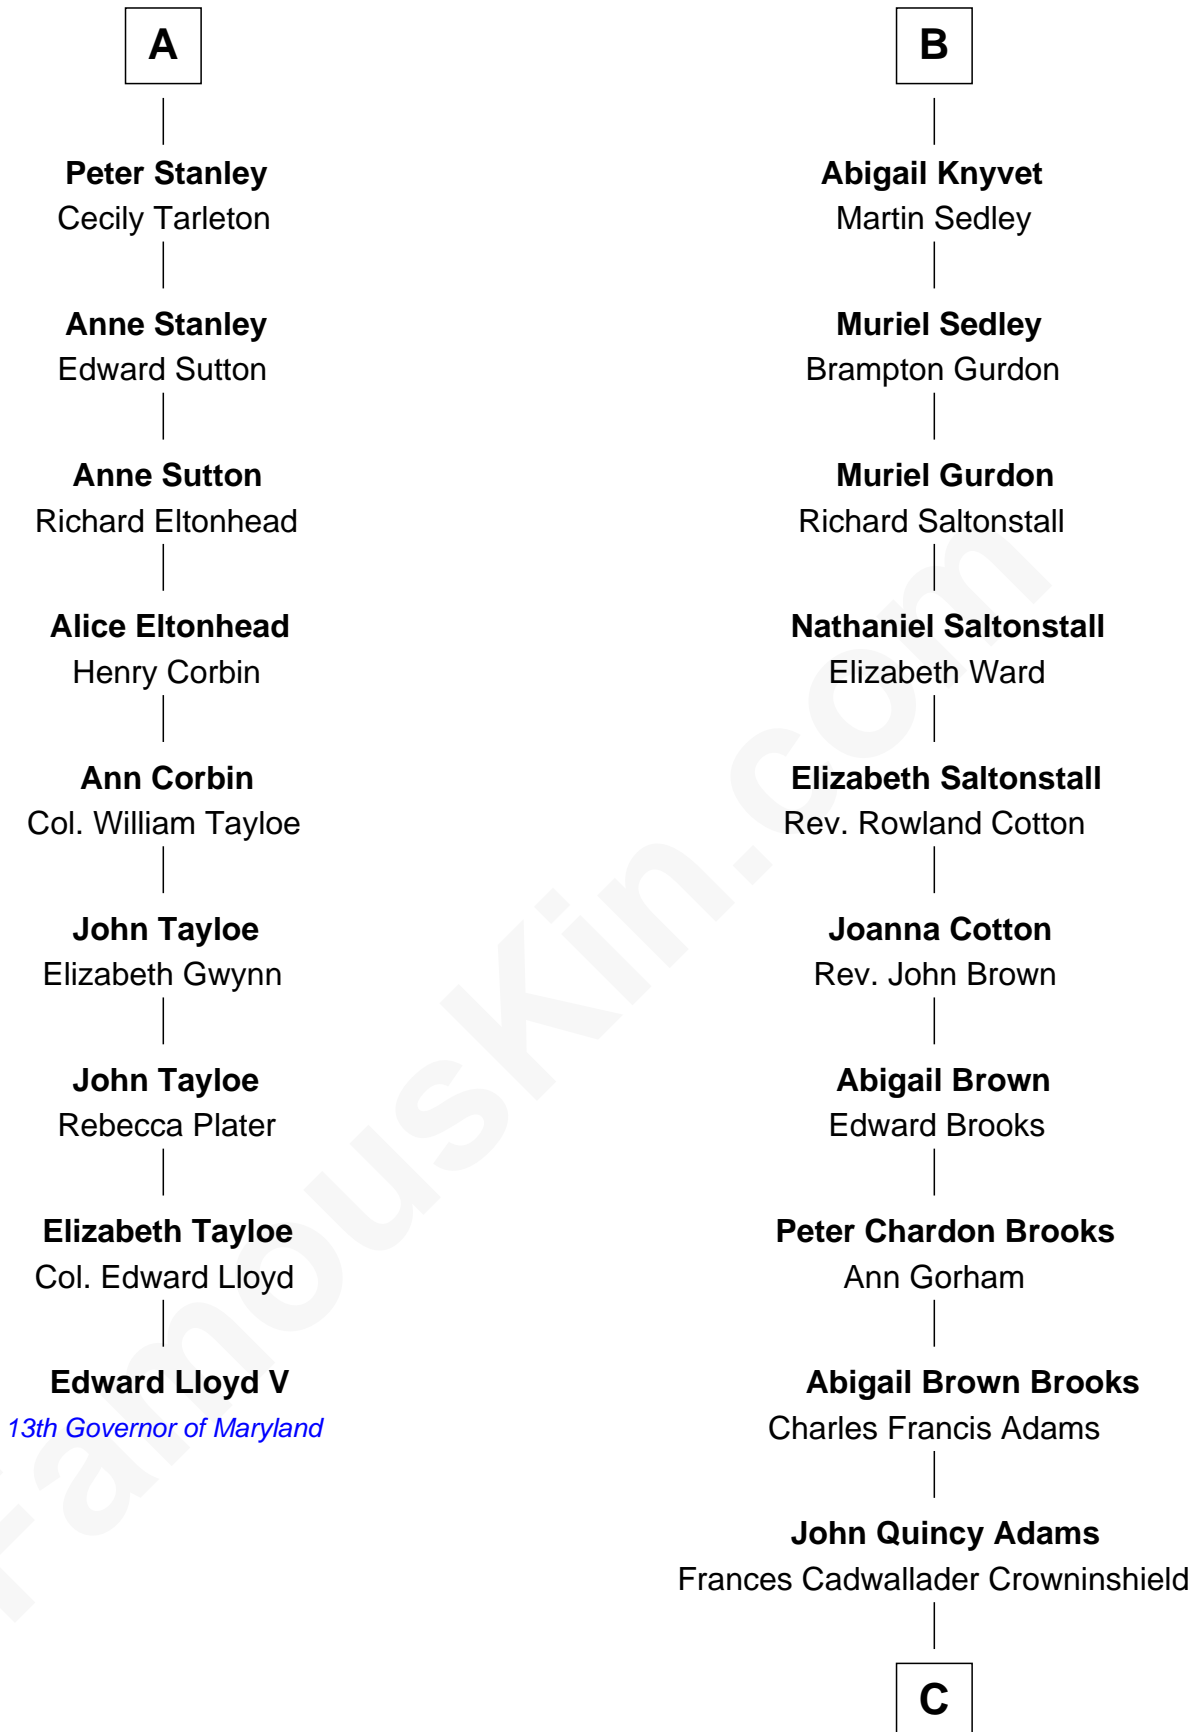 A
Peter Stanley
Cecily Tarleton
Anne Stanley
Edward Sutton
Anne Sutton
Richard Eltonhead
Alice Eltonhead
Henry Corbin
Ann Corbin
Col. William Tayloe
John Tayloe
Elizabeth Gwynn
John Tayloe
Rebecca Plater
Elizabeth Tayloe
Col. Edward Lloyd
Edward Lloyd V
13th Governor of Maryland
B
Abigail Knyvet
Martin Sedley
Muriel Sedley
Brampton Gurdon
Muriel Gurdon
Richard Saltonstall
Nathaniel Saltonstall
Elizabeth Ward
Elizabeth Saltonstall
Rev. Rowland Cotton
Joanna Cotton
Rev. John Brown
Abigail Brown
Edward Brooks
Peter Chardon Brooks
Ann Gorham
Abigail Brown Brooks
Charles Francis Adams
John Quincy Adams
Frances Cadwallader Crowninshield
C
FamousKin.com